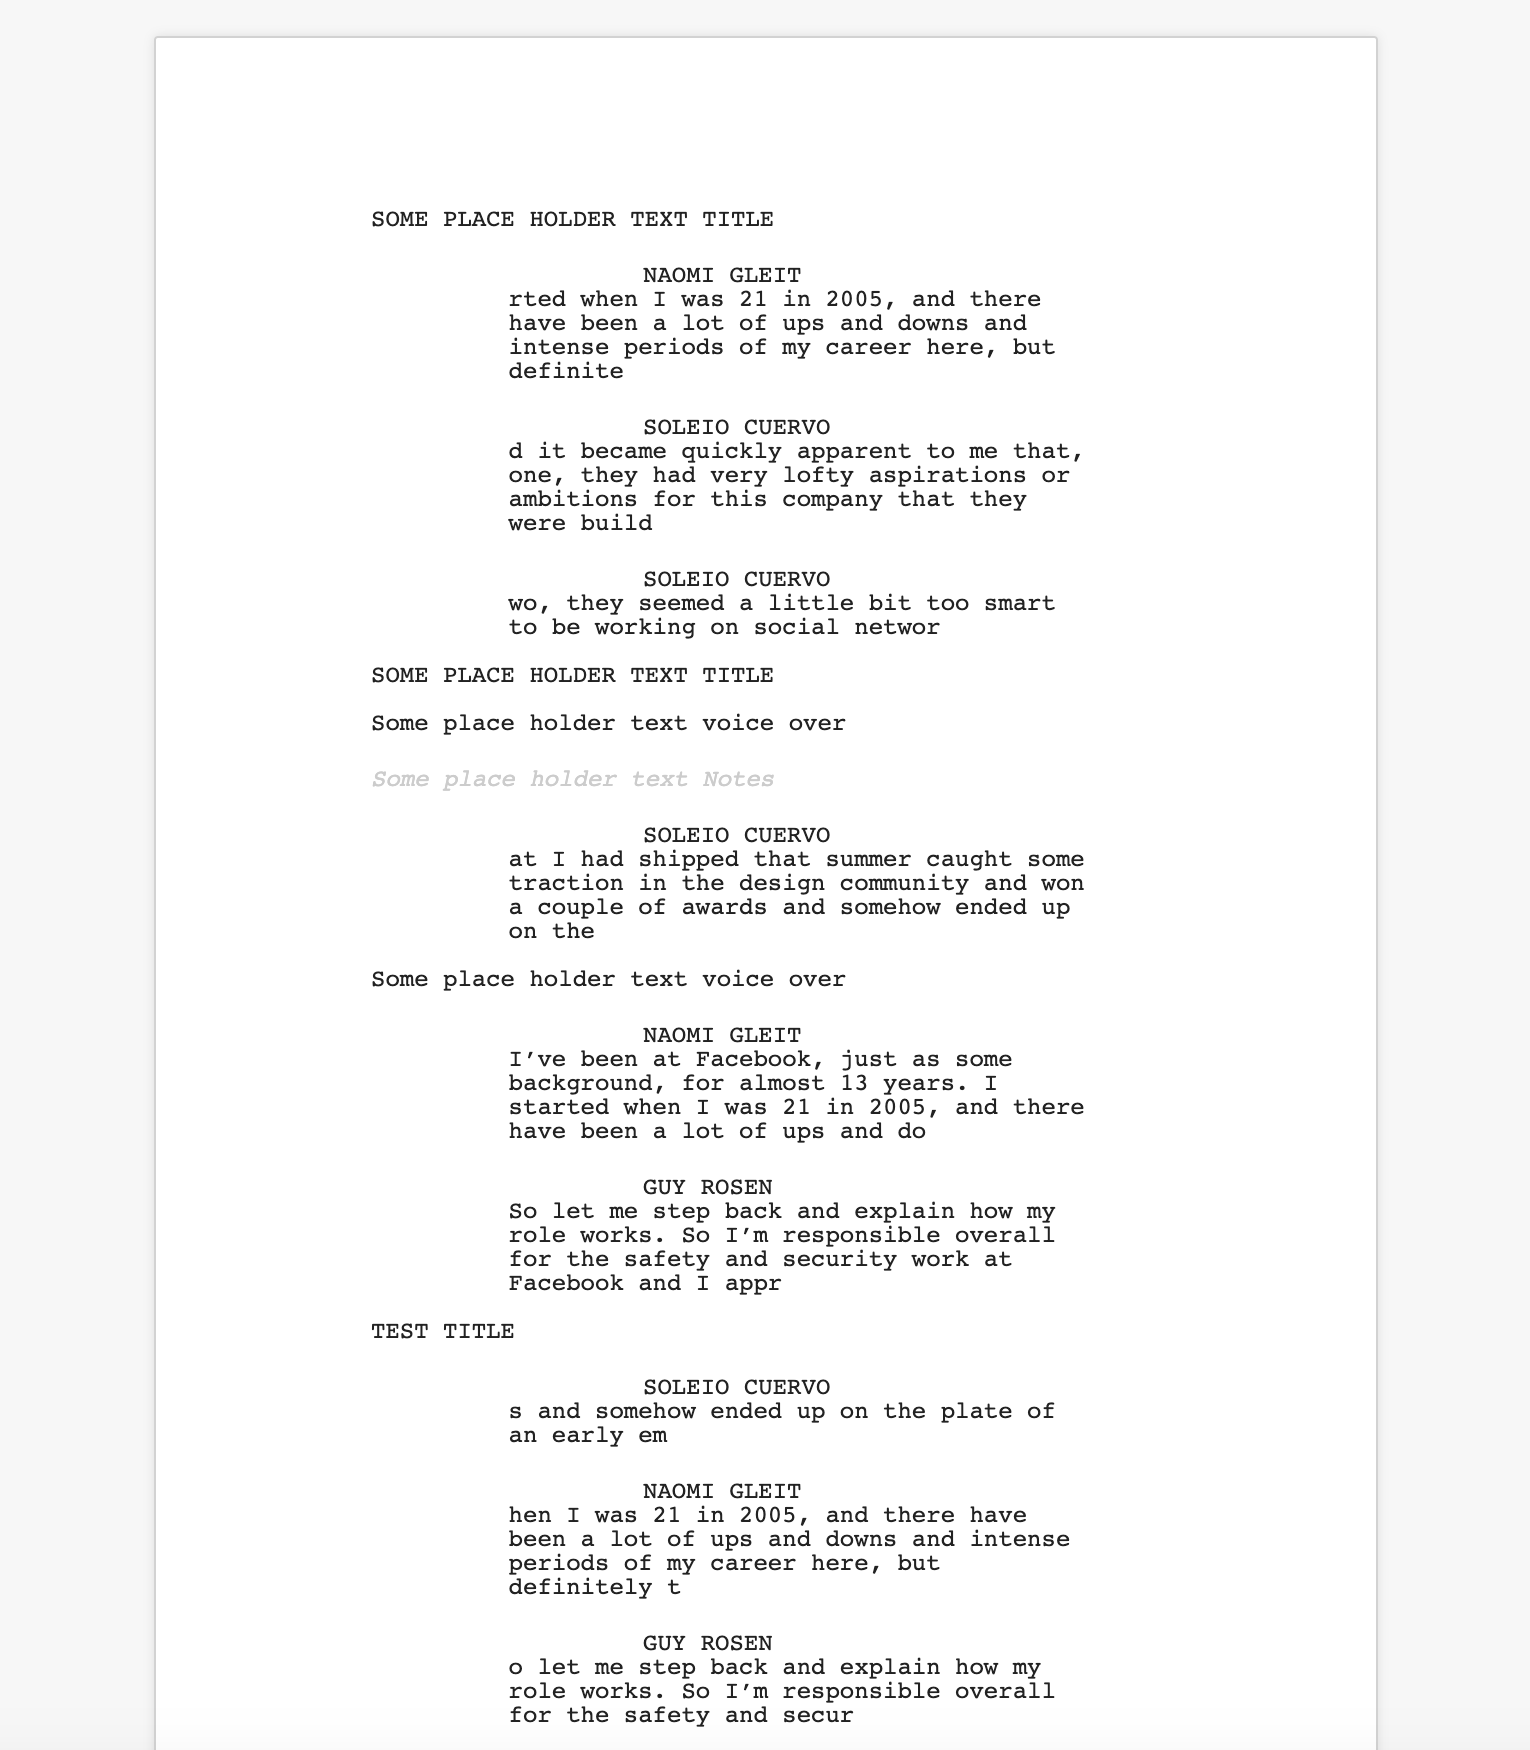 SOME PLACE HOLDER TEXT TITLE
NAOMI GLEIT
rted when I was 21 in 2005, and there
have been a lot of ups and downs and
intense periods of my career here, but
definite
SOLEIO CUERVO
d it became quickly apparent to me that,
one, they had very lofty aspirations or
ambitions for this company that they
were build
SOLEIO CUERVO
wo, they seemed a little bit too smart
to be working on social networ
SOME PLACE HOLDER TEXT TITLE
Some place holder text voice over
Some place holder text Notes
SOLEIO CUERVO
at I had shipped that summer caught some
traction in the design community and won
a couple of awards and somehow ended up
on the
Some place holder text voice over
NAOMI GLEIT
I’ve been at Facebook, just as some
background, for almost 13 years. I
started when I was 21 in 2005, and there
have been a lot of ups and do
GUY ROSEN
So let me step back and explain how my
role works. So I’m responsible overall
for the safety and security work at
Facebook and I appr
TEST TITLE
SOLEIO CUERVO
s and somehow ended up on the plate of
an early em
NAOMI GLEIT
hen I was 21 in 2005, and there have
been a lot of ups and downs and intense
periods of my career here, but
definitely t
GUY ROSEN
o let me step back and explain how my
role works. So I’m responsible overall
for the safety and secur